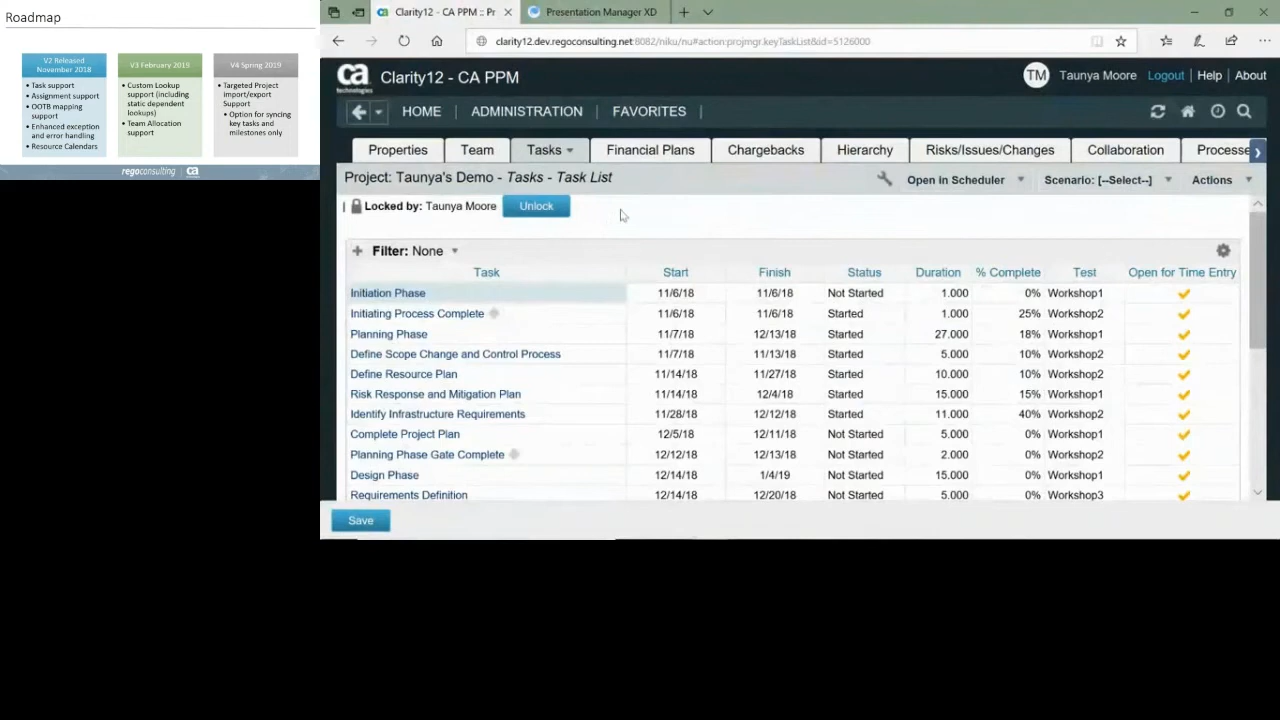 Roadmap
V2 Released
November 2018
• Task support
• Assignment support
• OOTB mapping
support
• Enhanced exception
and error handling
• Resource Calendars
V3 February 2019
• Custom Lookup
support (including
static dependent
lookups)
• Team Allocation
support
V4 Spring 2019
• Targeted Project
import/export
Support
• Option for syncing
key tasks and
milestones only
regoconsulting | ca
Clarity12 - CA PPM :: Pr
Presentation Manager XD
clarity12.dev.regoconsulting.net:8082/niku/nu#action:projmgr.keyTaskList&id=5126000
ca technologies Clarity12 - CA PPM
TM Taunya Moore Logout | Help | About
HOME | ADMINISTRATION | FAVORITES |
Properties Team Tasks Financial Plans Chargebacks Hierarchy Risks/Issues/Changes Collaboration Processe
Project: Taunya's Demo - Tasks - Task List Open in Scheduler Scenario: [--Select--] Actions
Locked by: Taunya Moore Unlock
Filter: None
Task Start Finish Status Duration % Complete Test Open for Time Entry
Initiation Phase 11/6/18 11/6/18 Not Started 1.000 0% Workshop1
Initiating Process Complete 11/6/18 11/6/18 Started 1.000 25% Workshop2
Planning Phase 11/7/18 12/13/18 Started 27.000 18% Workshop1
Define Scope Change and Control Process 11/7/18 11/13/18 Started 5.000 10% Workshop2
Define Resource Plan 11/14/18 11/27/18 Started 10.000 10% Workshop2
Risk Response and Mitigation Plan 11/14/18 12/4/18 Started 15.000 15% Workshop1
Identify Infrastructure Requirements 11/28/18 12/12/18 Started 11.000 40% Workshop2
Complete Project Plan 12/5/18 12/11/18 Not Started 5.000 0% Workshop1
Planning Phase Gate Complete 12/12/18 12/13/18 Not Started 2.000 0% Workshop2
Design Phase 12/14/18 1/4/19 Not Started 15.000 0% Workshop1
Requirements Definition 12/14/18 12/20/18 Not Started 5.000 0% Workshop3
Save